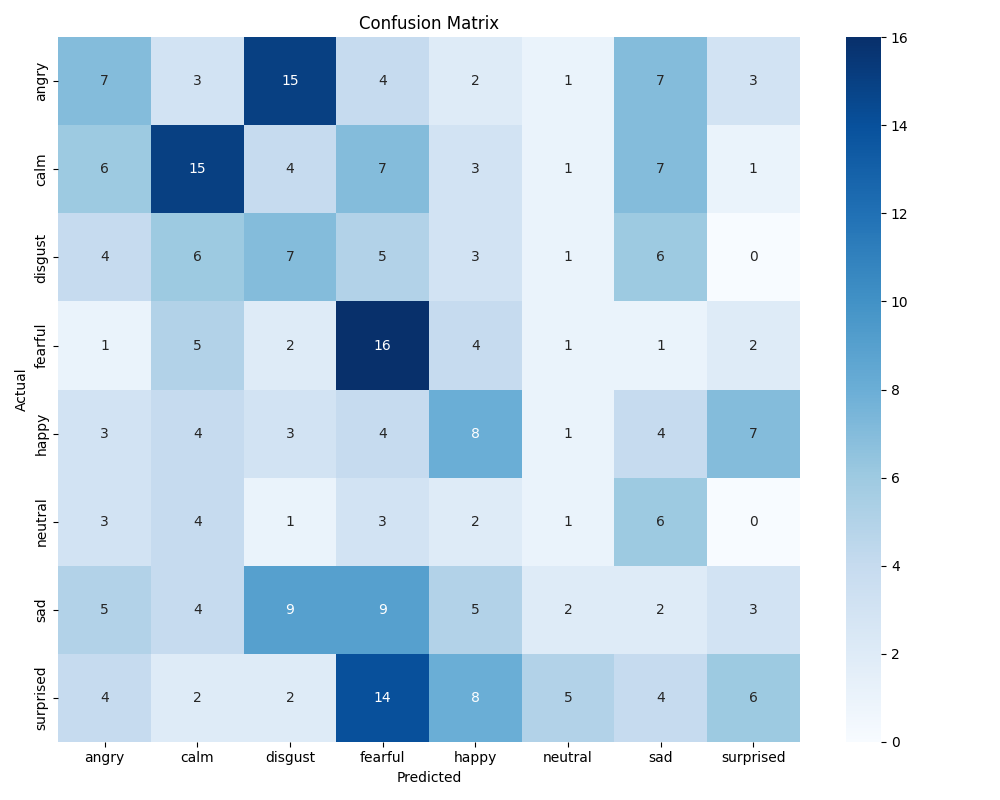 Confusion Matrix
angry 7 3 15 4 2 1 7 3
calm 6 15 4 7 3 1 7 1
disgust 4 6 7 5 3 1 6 0
fearful 1 5 2 16 4 1 1 2
happy 3 4 3 4 8 1 4 7
neutral 3 4 1 3 2 1 6 0
sad 5 4 9 9 5 2 2 3
surprised 4 2 2 14 8 5 4 6
angry calm disgust fearful happy neutral sad surprised
Predicted
Actual
16
14
12
10
8
6
4
2
0